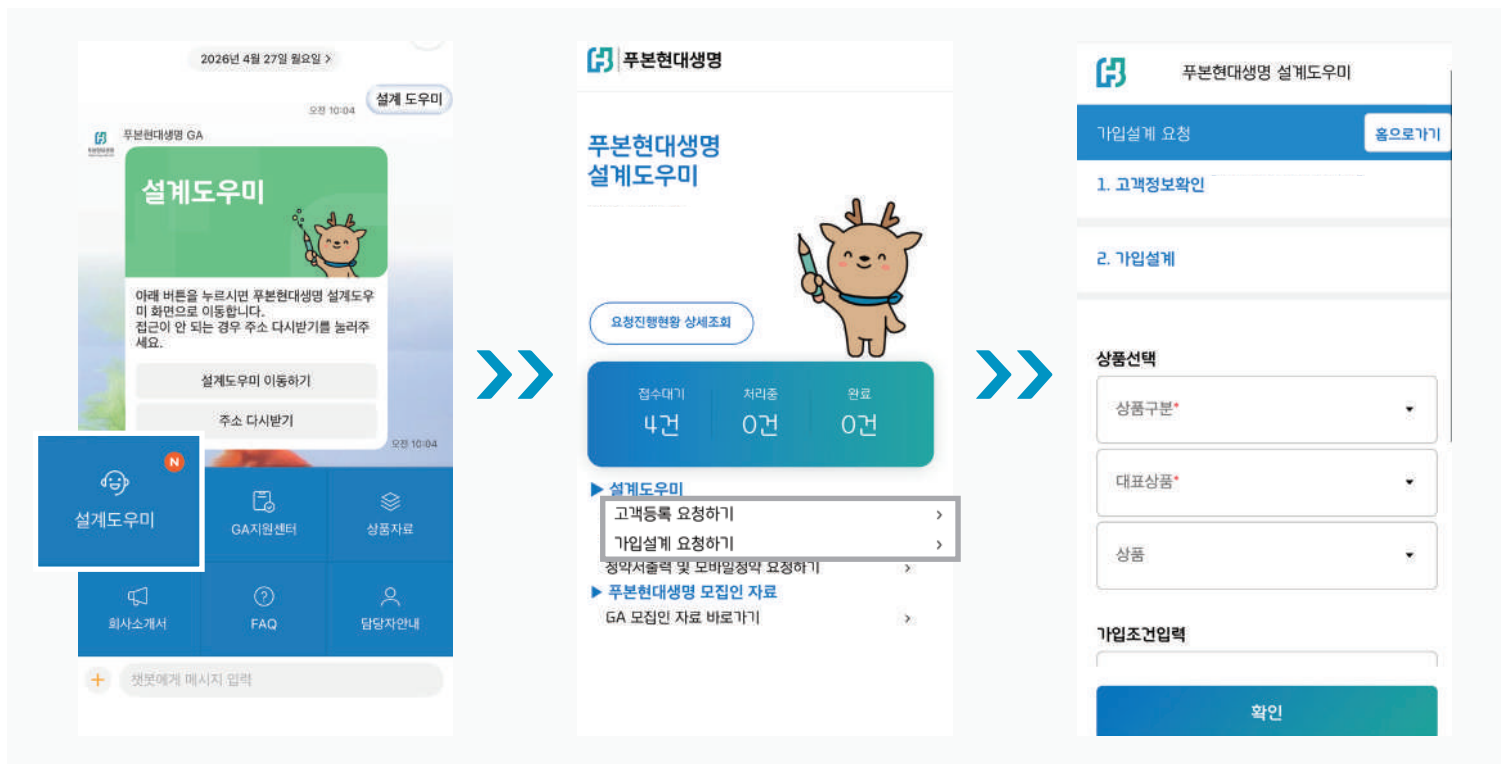 2026년 4월 27일 월요일 >
설계 도우미
오전 10:04
푸본현대생명 GA
설계도우미
아래 버튼을 누르시면 푸본현대생명 설계도우
미 화면으로 이동합니다.
접근이 안 되는 경우 주소 다시받기를 눌러주
세요.
설계도우미 이동하기
주소 다시받기
오전 10:04
N
설계도우미
GA지원센터
상품자료
회사소개서
FAQ
담당자안내
+
챗봇에게 메시지 입력
푸본현대생명
푸본현대생명
설계도우미
요청진행현황 상세조회
접수대기
처리중
완료
4건
0건
0건
▶ 설계도우미
고객등록 요청하기 >
가입설계 요청하기 >
청약서출력 및 모바일청약 요청하기 >
▶ 푸본현대생명 모집인 자료
GA 모집인 자료 바로가기 >
푸본현대생명 설계도우미
가입설계 요청
홈으로가기
1. 고객정보확인
2. 가입설계
상품선택
상품구분*
대표상품*
상품
가입조건입력
확인